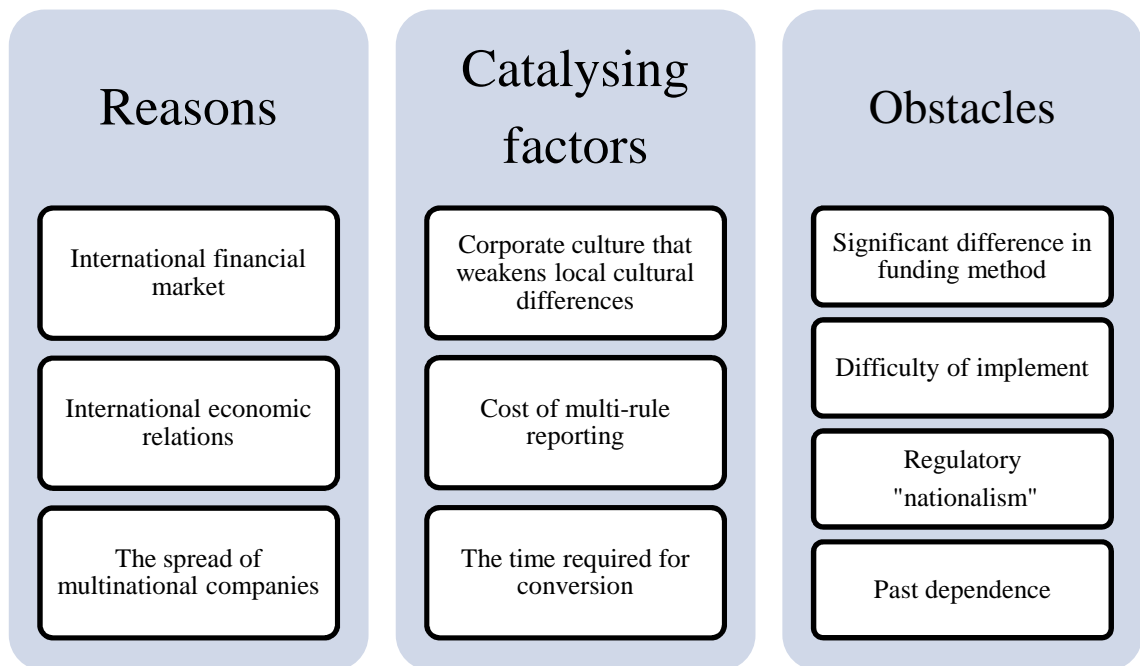 Reasons
International financial
market
International economic
relations
The spread of
multinational companies
Catalysing
factors
Corporate culture that
weakens local cultural
differences
Cost of multi-rule
reporting
The time required for
conversion
Obstacles
Significant difference in
funding method
Difficulty of implement
Regulatory
"nationalism"
Past dependence